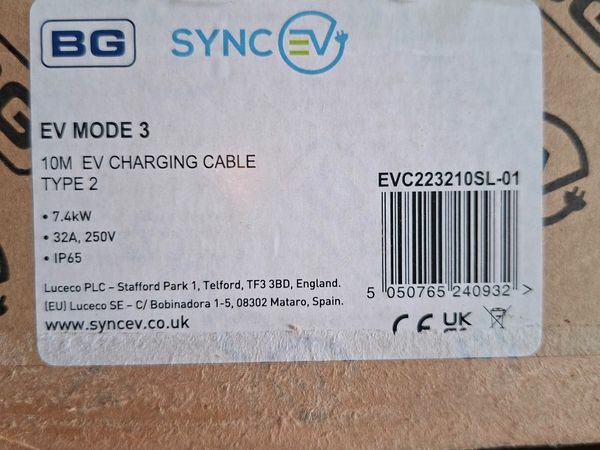 BG SYNC EV
EV MODE 3
10M EV CHARGING CABLE
TYPE 2
• 7.4kW
• 32A, 250V
• IP65
EVC223210SL-01
5 050765 240932 >
Luceco PLC – Stafford Park 1, Telford, TF3 3BD, England.
(EU) Luceco SE – C/ Bobinadora 1-5, 08302 Mataro, Spain.
www.syncev.co.uk
CE UK